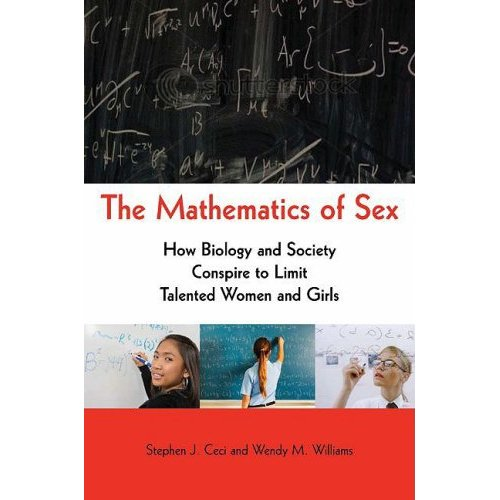 shutterstock
The Mathematics of Sex
How Biology and Society
Conspire to Limit
Talented Women and Girls
Stephen J. Ceci and Wendy M. Williams